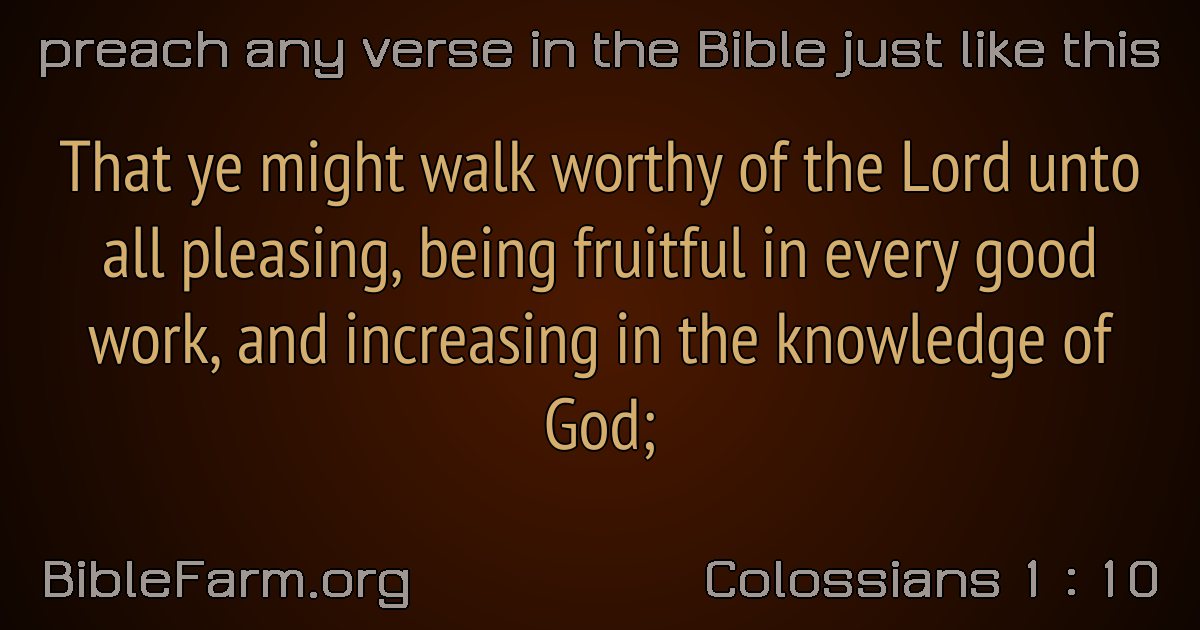 preach any verse in the Bible just like this
That ye might walk worthy of the Lord unto
all pleasing, being fruitful in every good
work, and increasing in the knowledge of
God;
BibleFarm.org
Colossians 1 : 10